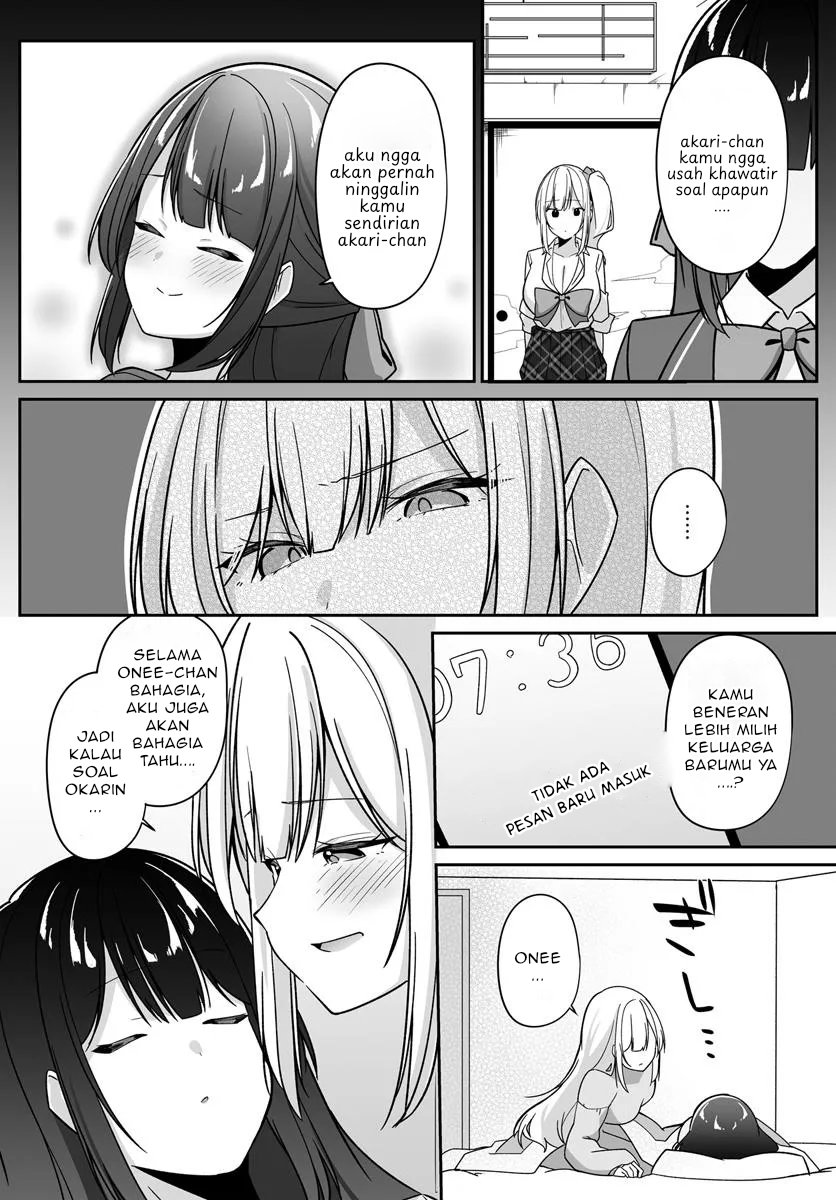 akari-chan
kamu ngga
usah khawatir
soal apapun
....
aku ngga
akan pernah
ninggalin
kamu
sendirian
akari-chan
......
KAMU
BENERAN
LEBIH MILIH
KELUARGA
BARUMU YA
....?
07:36
TIDAK ADA
PESAN BARU MASUK
ONEE
...
ぎし...
SELAMA
ONEE-CHAN
BAHAGIA,
AKU JUGA
AKAN
BAHAGIA
TAHU....
JADI
KALAU
SOAL
OKARIN
...